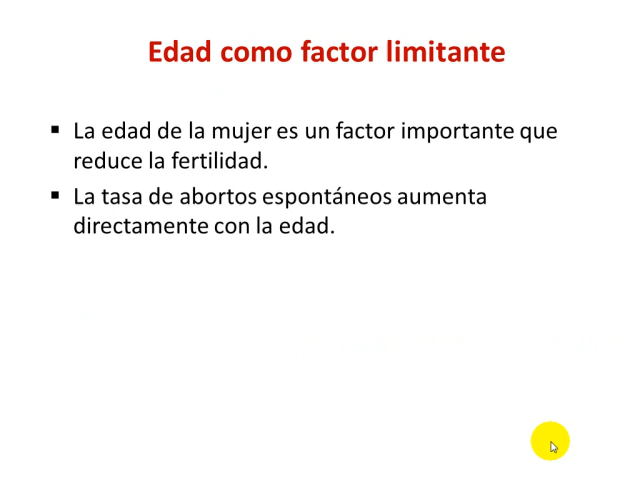 Edad como factor limitante
▪ La edad de la mujer es un factor importante que
reduce la fertilidad.
▪ La tasa de abortos espontáneos aumenta
directamente con la edad.